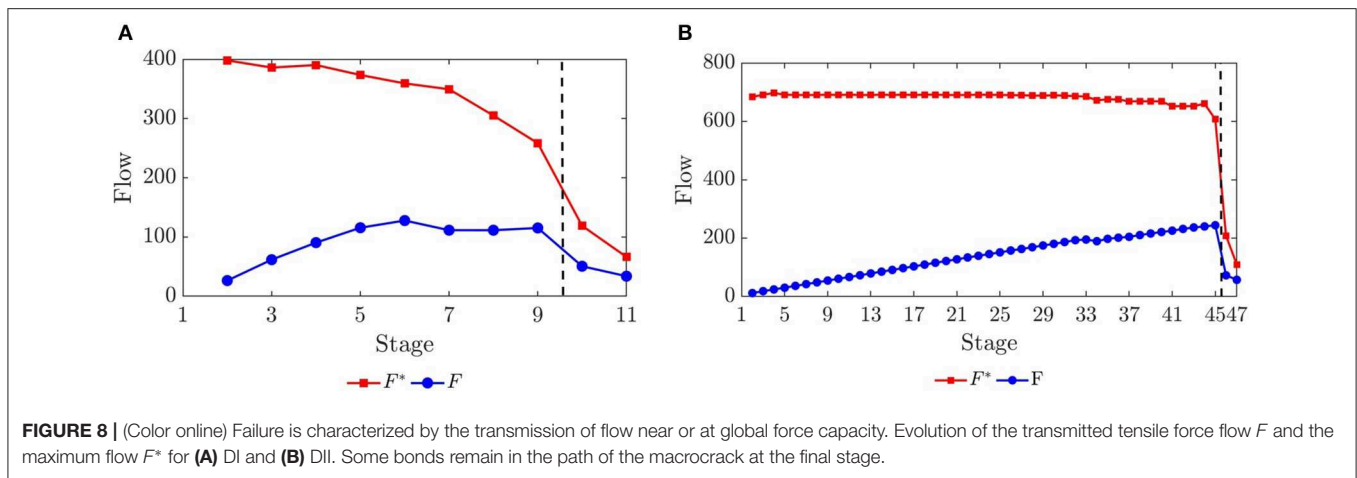 A
400
300
200
100
0
Flow
1 3 5 7 9 11
Stage
F* F
B
800
600
400
200
0
Flow
1 5 9 13 17 21 25 29 33 37 41 45 47
Stage
F* F
FIGURE 8 | (Color online) Failure is characterized by the transmission of flow near or at global force capacity. Evolution of the transmitted tensile force flow F and the
maximum flow F* for (A) DI and (B) DII. Some bonds remain in the path of the macrocrack at the final stage.